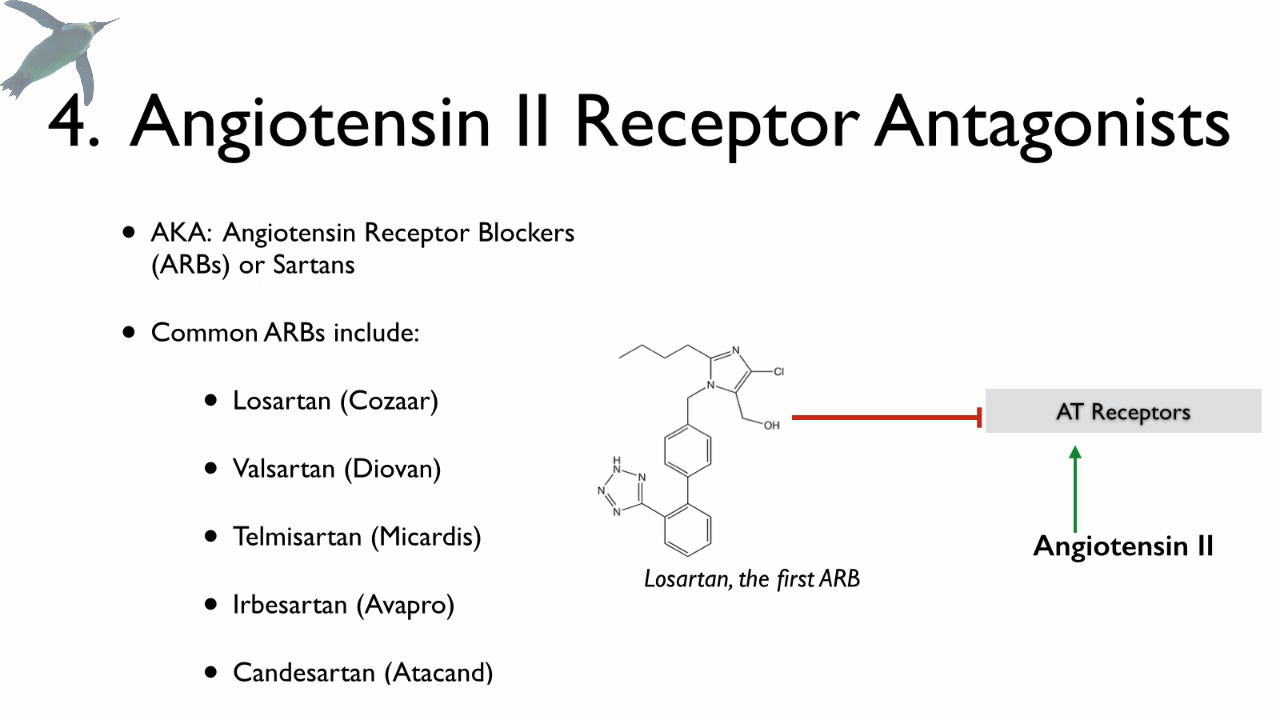 4. Angiotensin II Receptor Antagonists
• AKA: Angiotensin Receptor Blockers
(ARBs) or Sartans
• Common ARBs include:
• Losartan (Cozaar)
• Valsartan (Diovan)
• Telmisartan (Micardis)
• Irbesartan (Avapro)
• Candesartan (Atacand)
N
Cl
N
OH
H
N
N
N
N
Losartan, the first ARB
AT Receptors
Angiotensin II